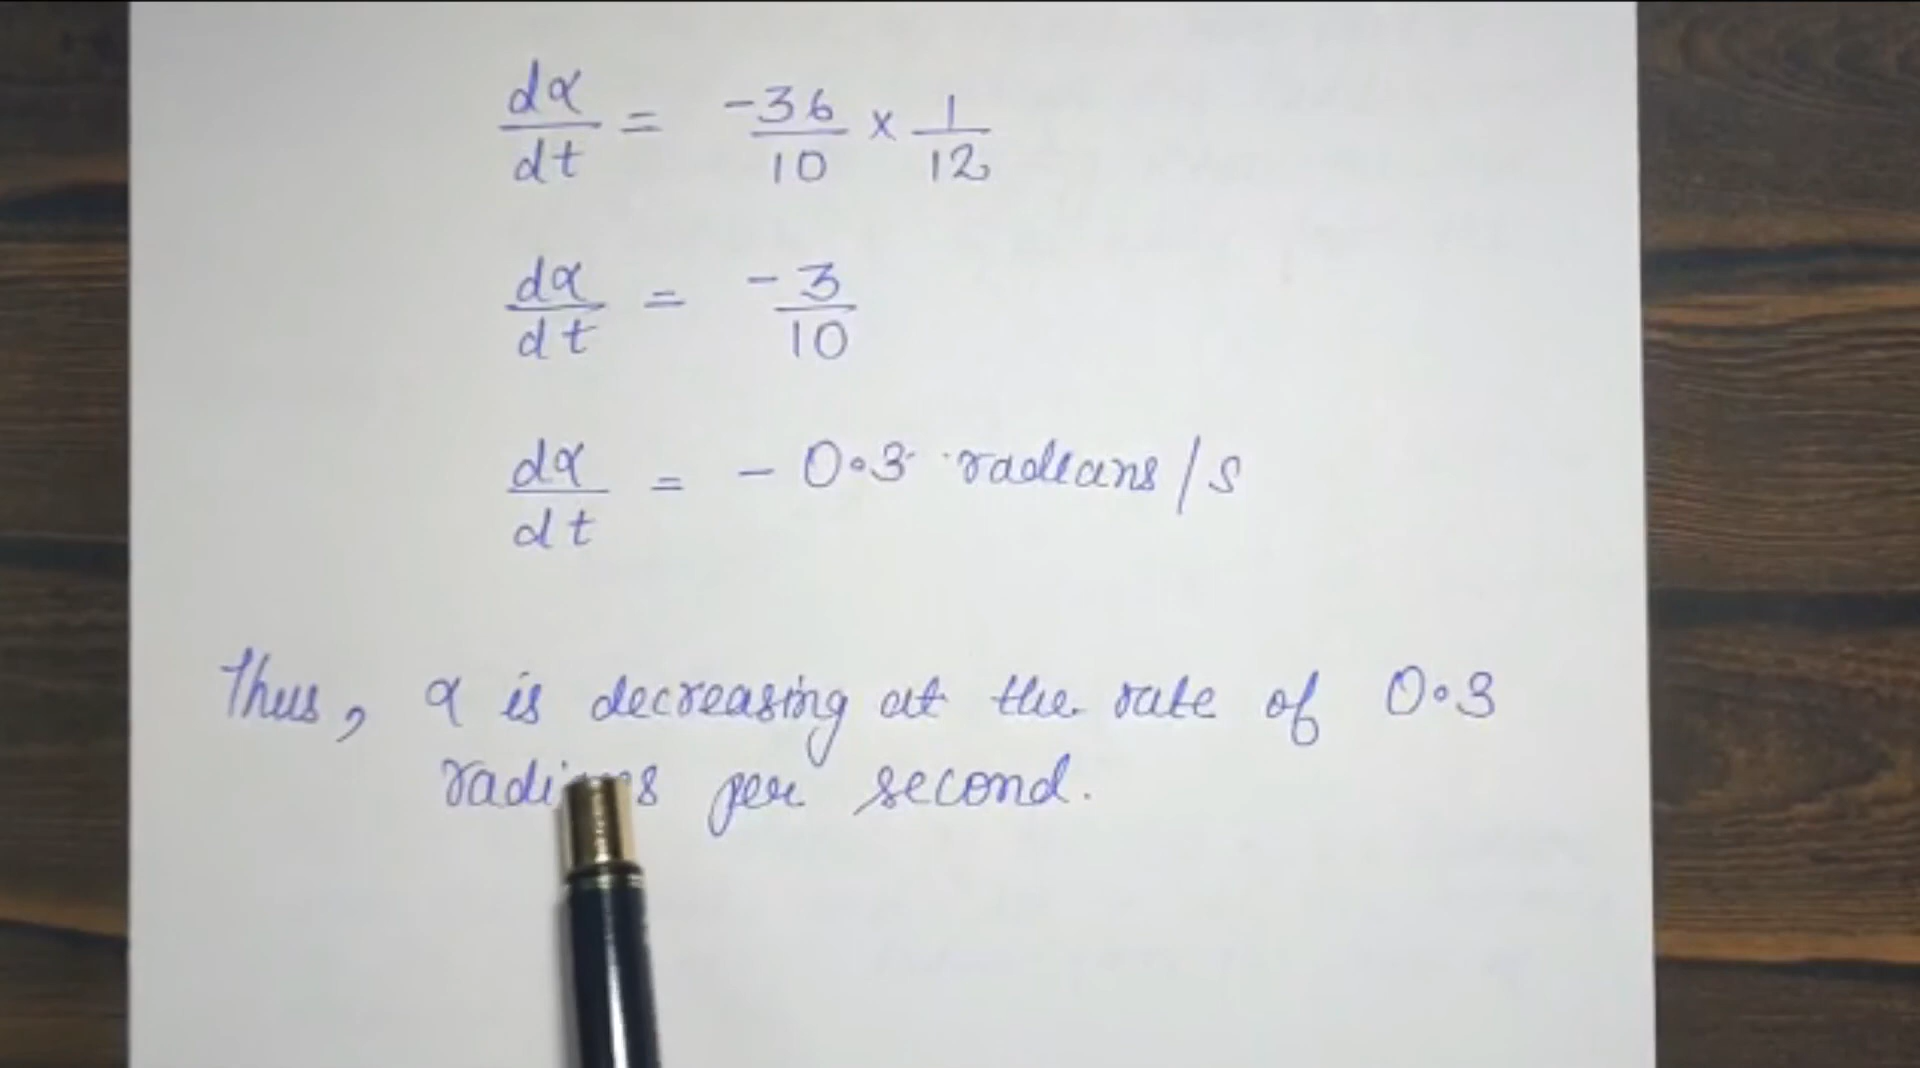 dα/dt = -36/10 x 1/12
dα/dt = -3/10
dα/dt = - 0.3 radians/s
Thus, α is decreasing at the rate of 0.3
per second.